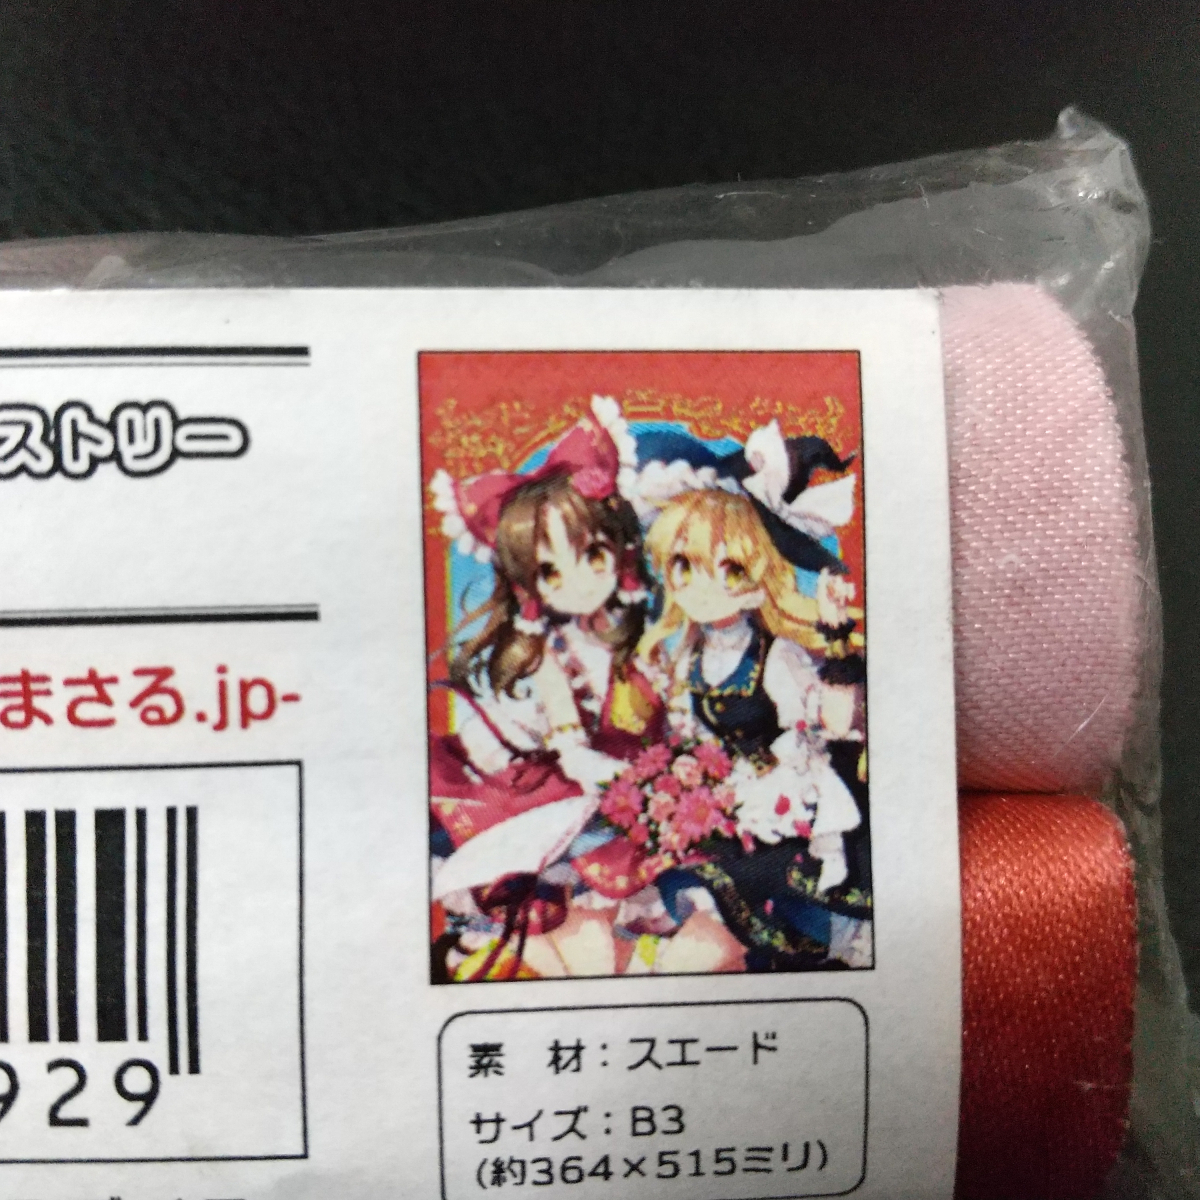 ストリー
まさる.jp-
929
素 材：スエード
サイズ：B3
(約364×515ミリ)